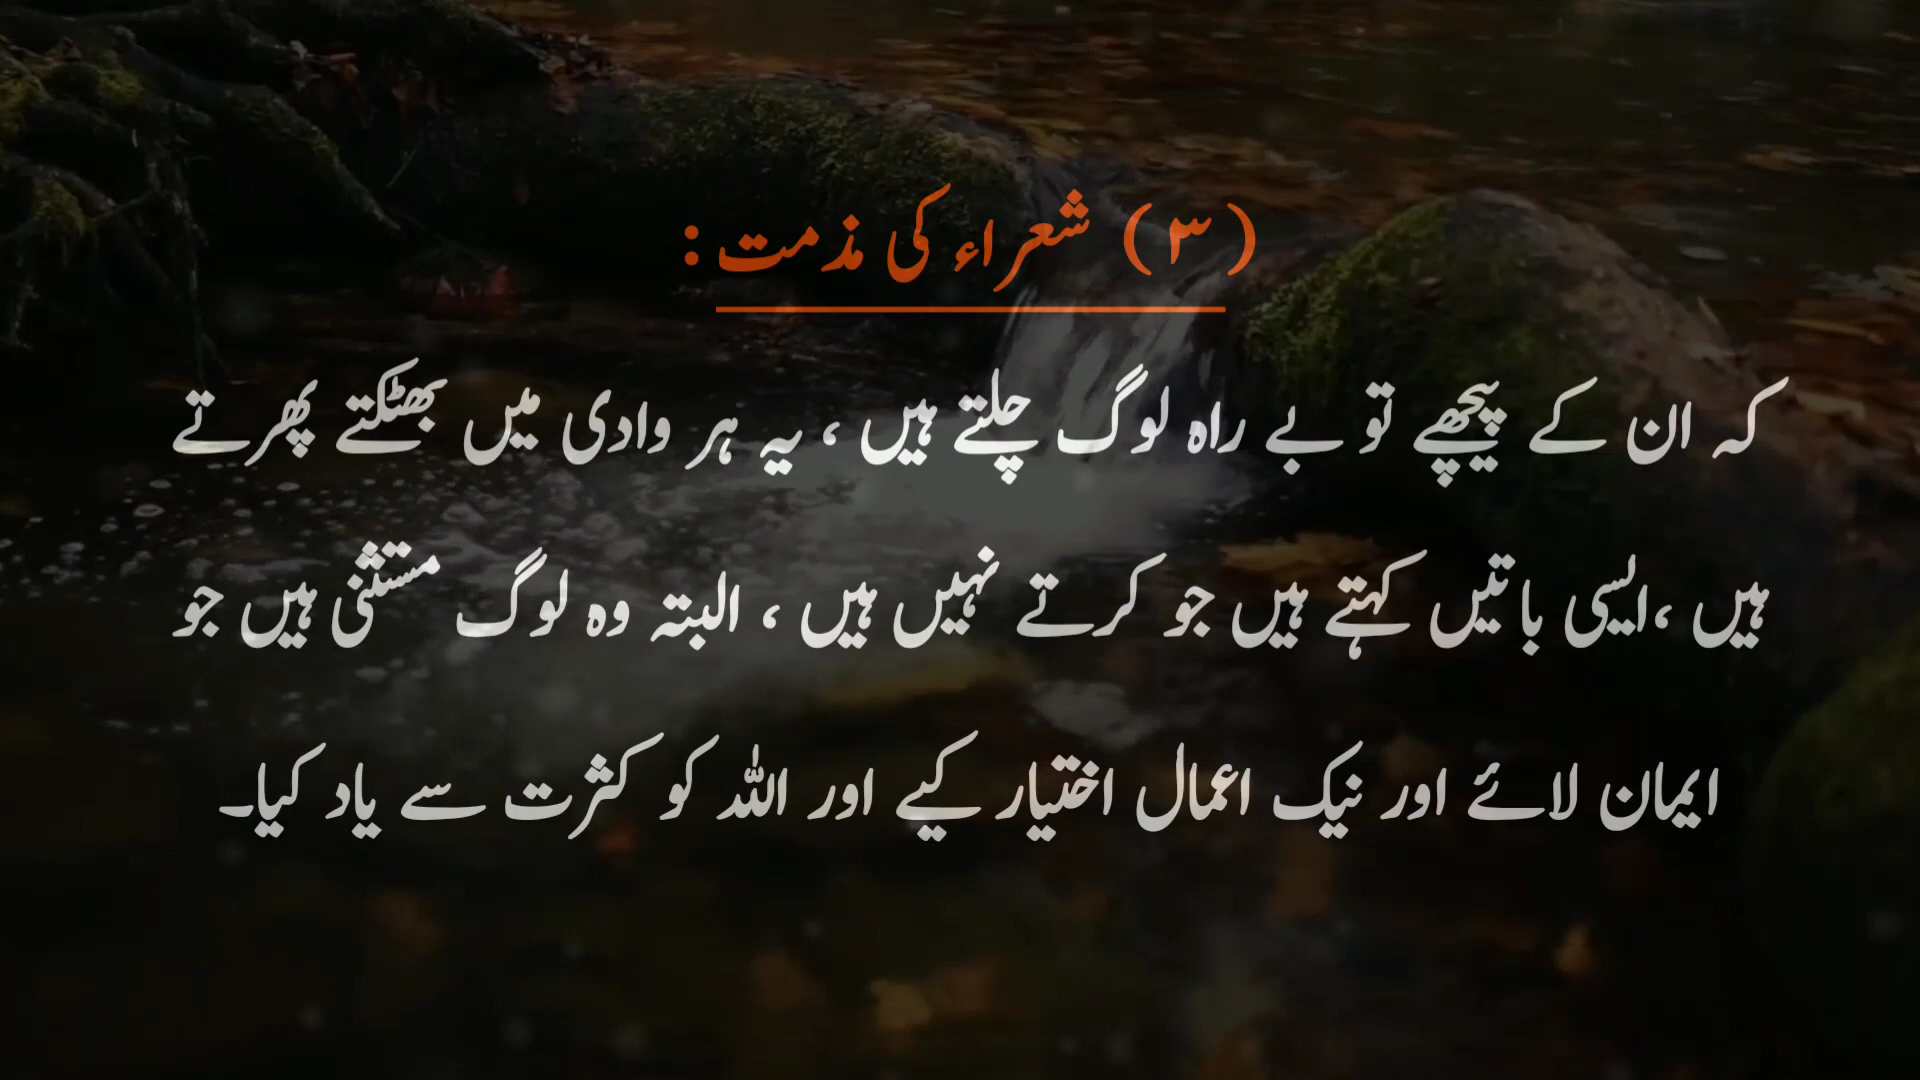 (۳) شعراء کی مذمت :
کہ ان کے پیچھے تو بے راہ لوگ چلتے ہیں ، یہ ہر وادی میں بھٹکتے پھرتے
ہیں ،ایسی باتیں کہتے ہیں جو کرتے نہیں ہیں ، البتہ وہ لوگ مستثنی ہیں جو
ایمان لائے اور نیک اعمال اختیار کیے اور اللہ کو کثرت سے یاد کیا۔